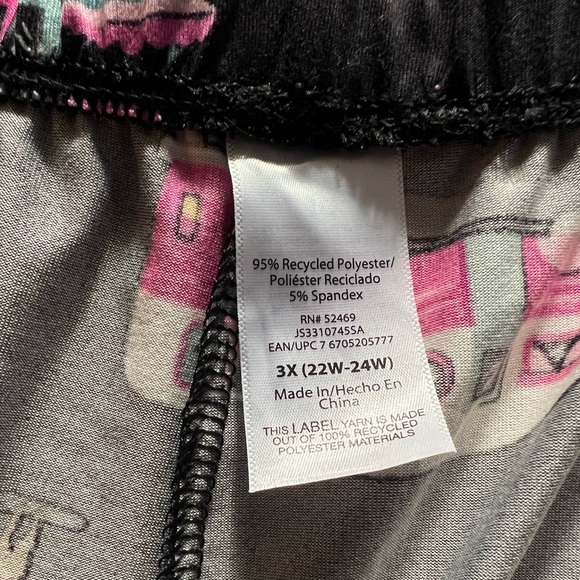 95% Recycled Polyester/
Poliéster Reciclado
5% Spandex
RN# 52469
JS3310745SA
EAN/UPC 7 6705205777
3X (22W-24W)
Made In/Hecho En
China
THIS LABEL YARN IS MADE
OUT OF 100% RECYCLED
POLYESTER MATERIALS